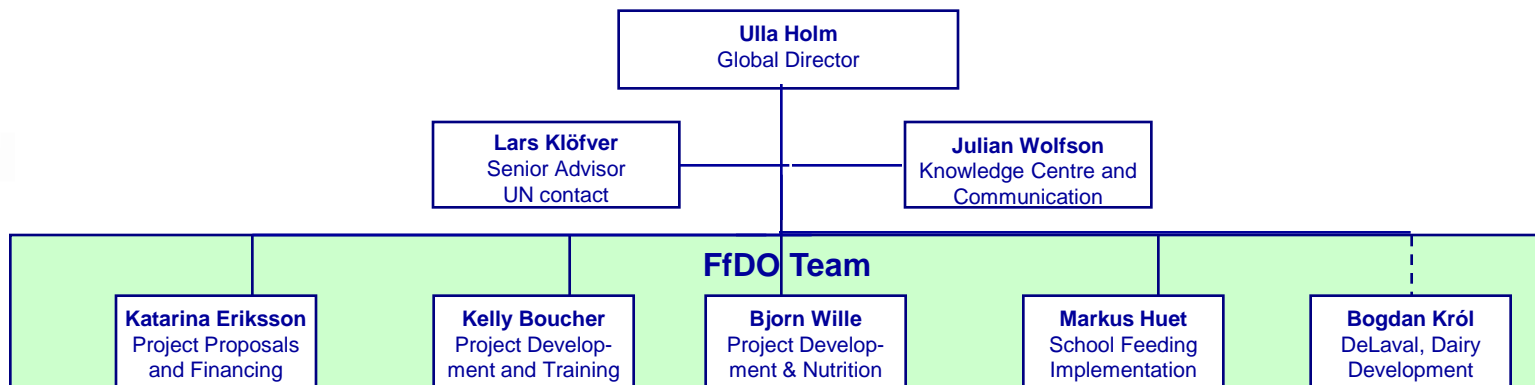 Ulla Holm
Global Director
Lars Klöfver
Senior Advisor
UN contact
Julian Wolfson
Knowledge Centre and
Communication
FfDO Team
Katarina Eriksson
Project Proposals
and Financing
Kelly Boucher
Project Develop-
ment and Training
Bjorn Wille
Project Develop-
ment & Nutrition
Markus Huet
School Feeding
Implementation
Bogdan Król
DeLaval, Dairy
Development